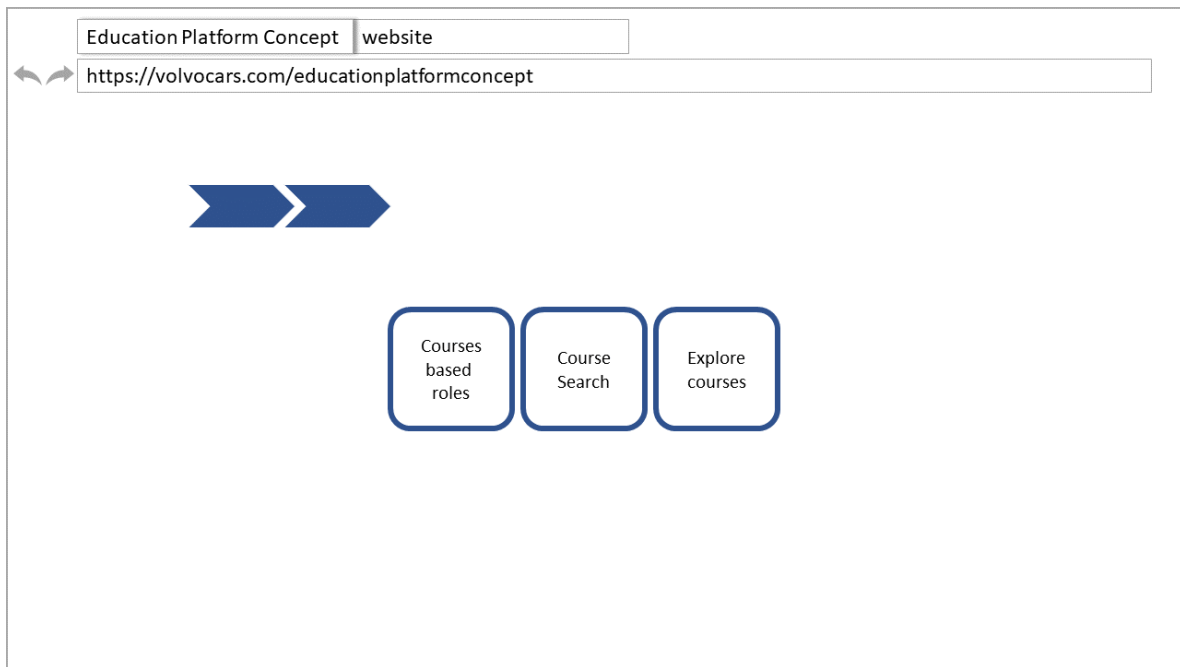 Education Platform Concept website
https://volvocars.com/educationplatformconcept
Courses
based
roles
Course
Search
Explore
courses